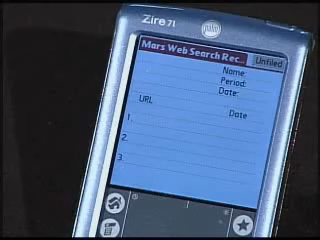 Zire 71
palm
Mars Web Search Rec... Unfiled
Name:
Period:
Date:
URL Date
1.
2.
3.